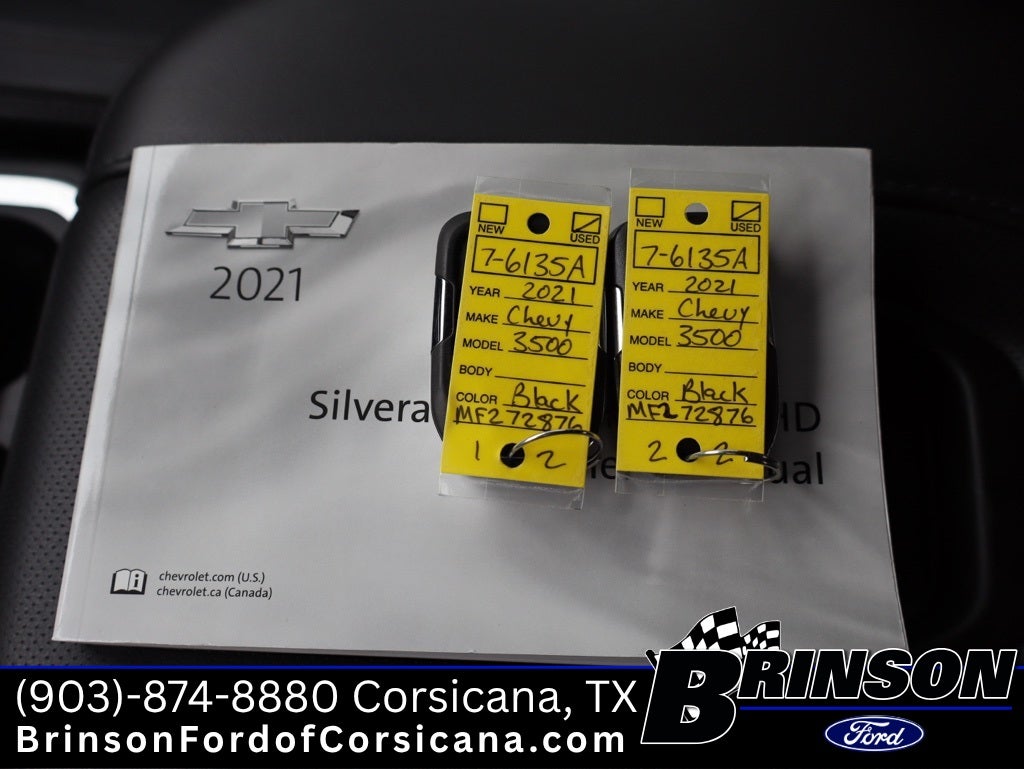 2021
Silvera
HD
ual
chevrolet.com (U.S.)
chevrolet.ca (Canada)
NEW USED
7-6135A
YEAR 2021
MAKE Chevy
MODEL 3500
BODY
COLOR Black
MF272876
1 2
NEW USED
7-6135A
YEAR 2021
MAKE Chevy
MODEL 3500
BODY
COLOR Black
MF272876
2 2
(903)-874-8880 Corsicana, TX
BrinsonFordofCorsicana.com
BRINSON
Ford